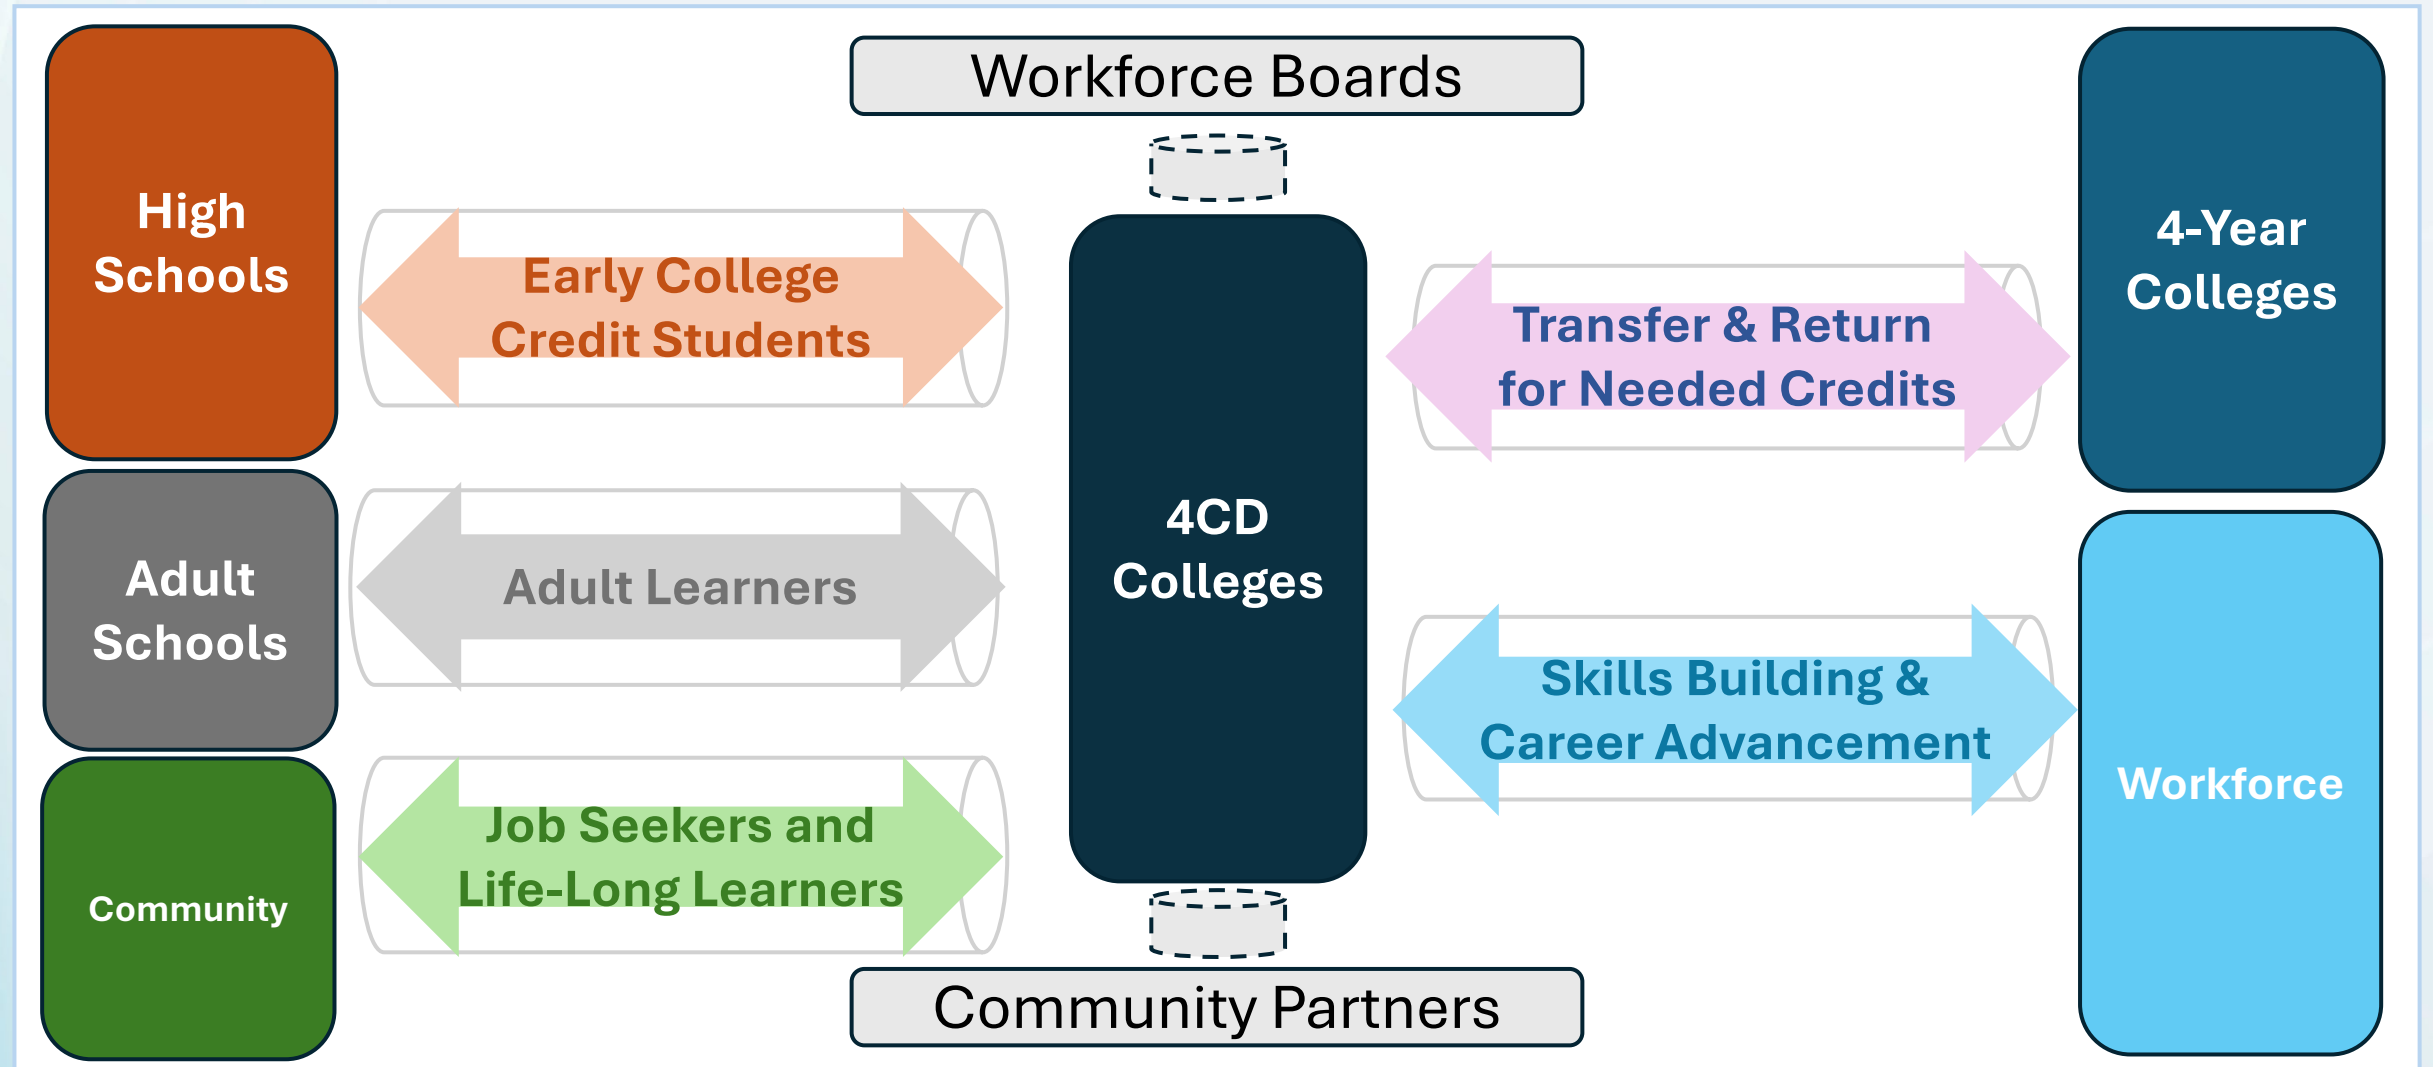 Workforce Boards
High
Schools
Early College
Credit Students
4-Year
Colleges
Transfer & Return
for Needed Credits
4CD
Colleges
Adult
Schools
Adult Learners
Skills Building &
Career Advancement
Workforce
Job Seekers and
Life-Long Learners
Community
Community Partners